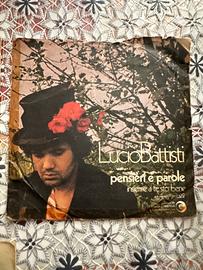 Lucio Battisti
pensieri e parole
insieme a te sto bene